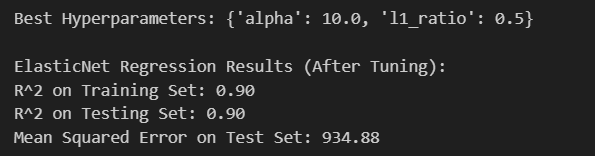 Best Hyperparameters: {'alpha': 10.0, 'l1_ratio': 0.5}
ElasticNet Regression Results (After Tuning):
R^2 on Training Set: 0.90
R^2 on Testing Set: 0.90
Mean Squared Error on Test Set: 934.88